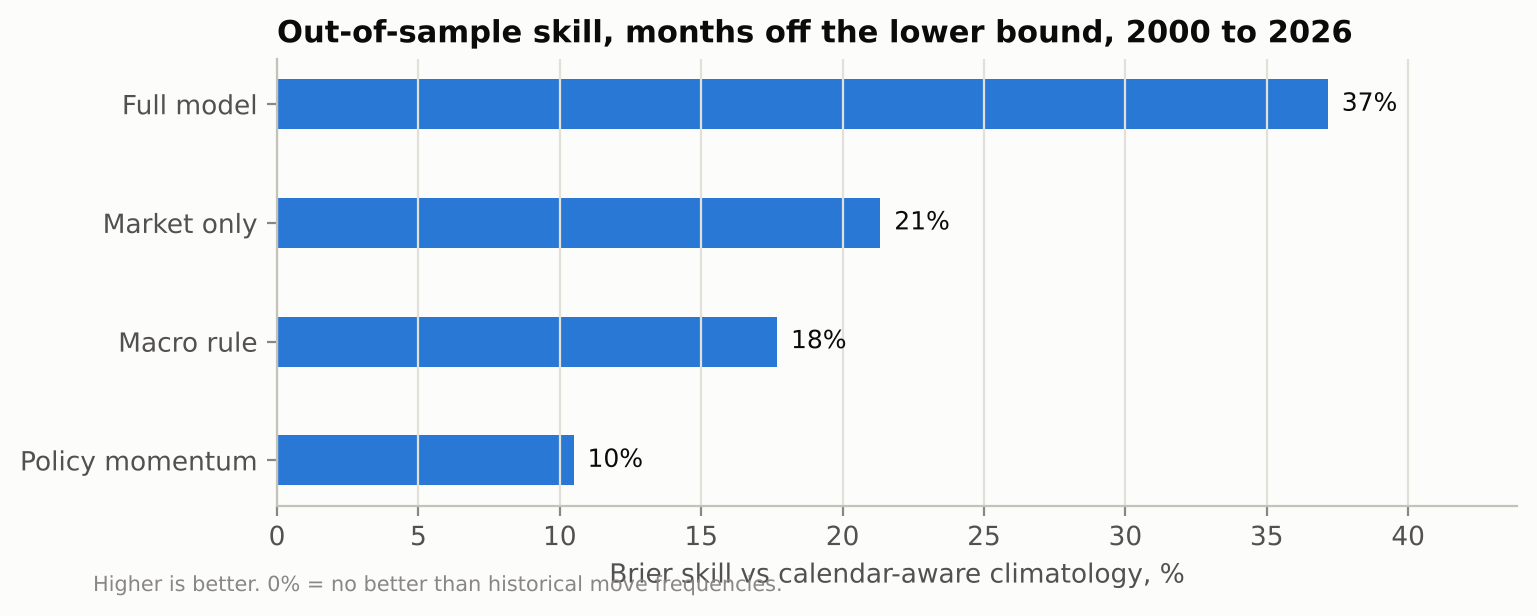 Out-of-sample skill, months off the lower bound, 2000 to 2026
Full model
37%
Market only
21%
Macro rule
18%
Policy momentum
10%
0 5 10 15 20 25 30 35 40
Brier skill vs calendar-aware climatology, %
Higher is better. 0% = no better than historical move frequencies.